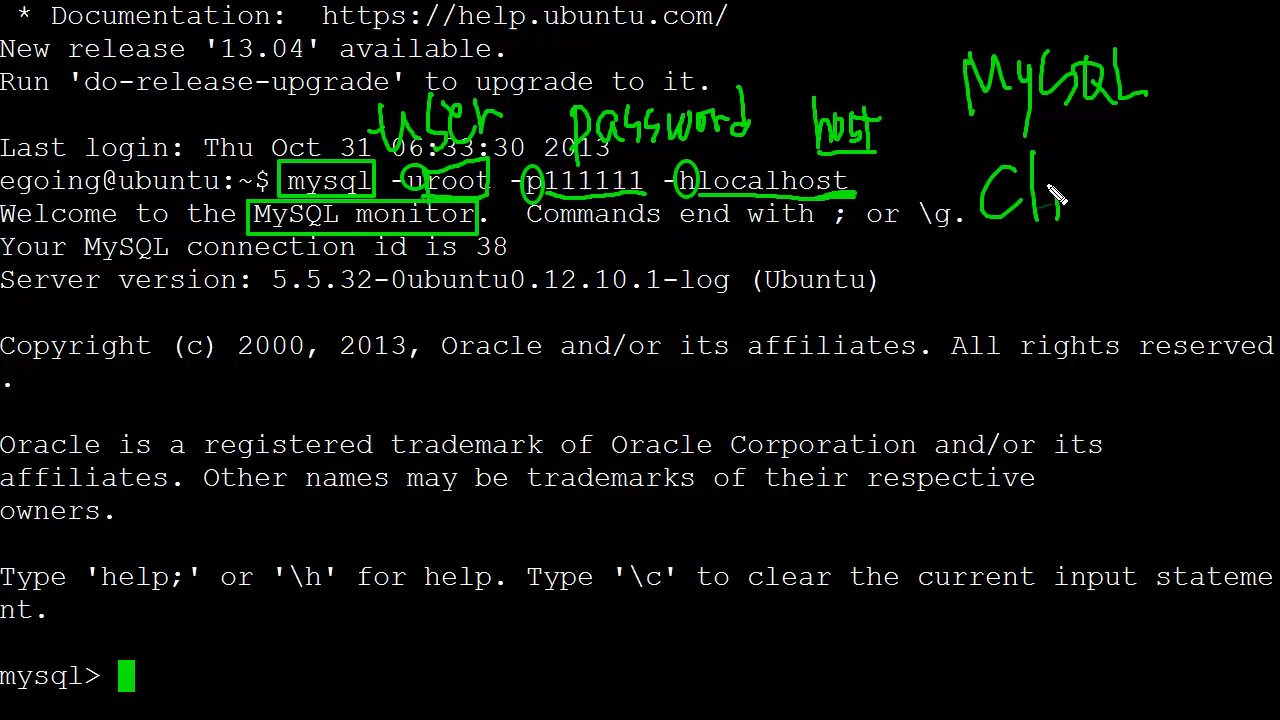 * Documentation:  https://help.ubuntu.com/
New release '13.04' available.
Run 'do-release-upgrade' to upgrade to it.
MySQL
user password host
Last login: Thu Oct 31 06:33:30 2013
egoing@ubuntu:~$ mysql -uroot -p111111 -hlocalhost
Cli
Welcome to the MySQL monitor.  Commands end with ; or \g.
Your MySQL connection id is 38
Server version: 5.5.32-0ubuntu0.12.10.1-log (Ubuntu)
Copyright (c) 2000, 2013, Oracle and/or its affiliates. All rights reserved
.
Oracle is a registered trademark of Oracle Corporation and/or its
affiliates. Other names may be trademarks of their respective
owners.
Type 'help;' or '\h' for help. Type '\c' to clear the current input stateme
nt.
mysql>